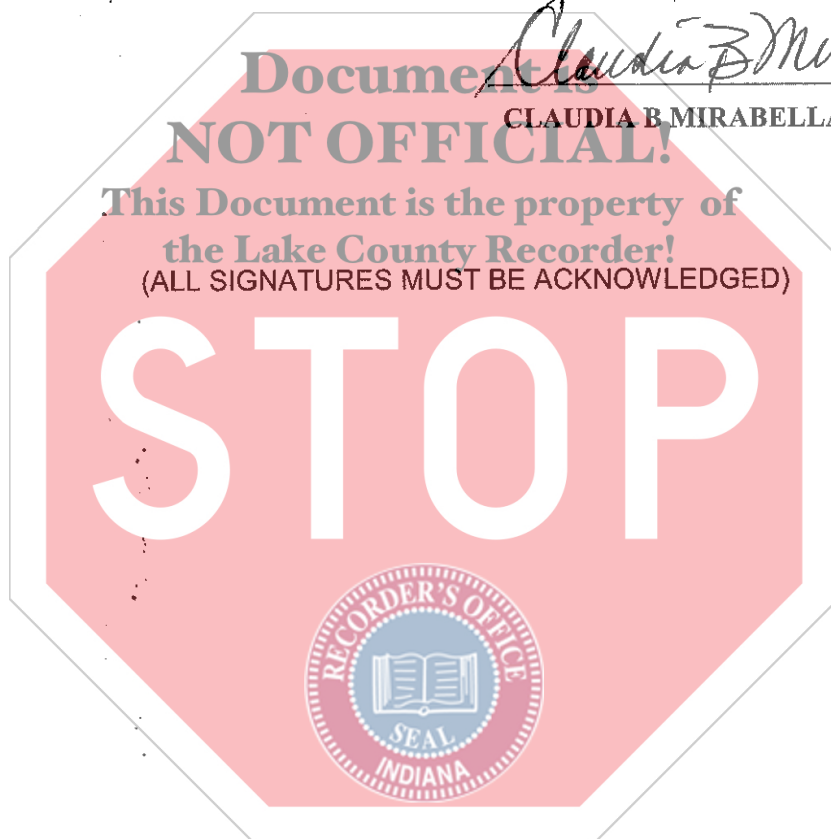 Claudia B
Document is
CLAUDIA B MIRABELLA
NOT OFFICIAL!
This Document is the property of
the Lake County Recorder!
(ALL SIGNATURES MUST BE ACKNOWLEDGED)
STOP
RECORDER'S OFFICE
SEAL
INDIANA